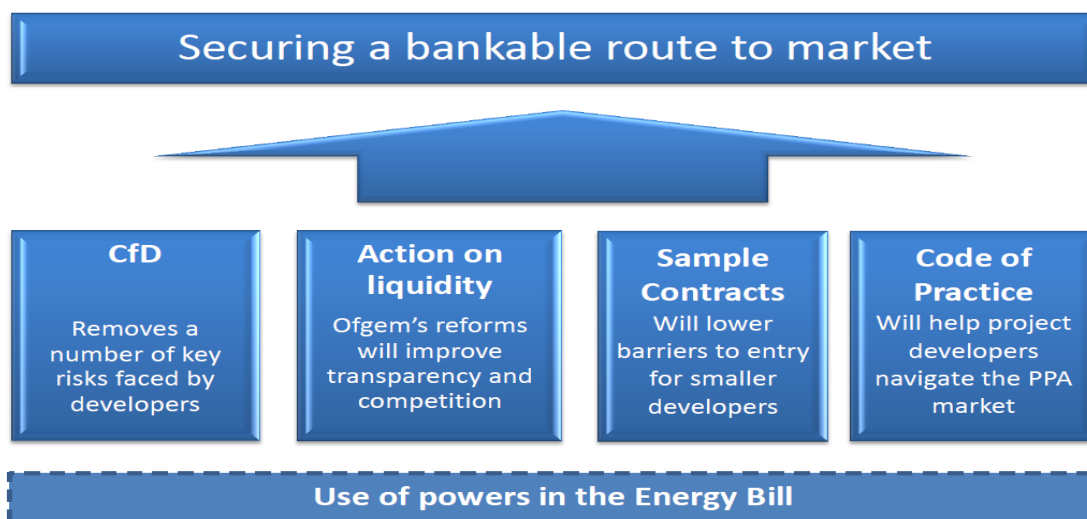 Securing a bankable route to market
CfD
Removes a
number of key
risks faced by
developers
Action on
liquidity
Ofgem's reforms
will improve
transparency and
competition
Sample
Contracts
Will lower
barriers to entry
for smaller
developers
Code of
Practice
Will help project
developers
navigate the PPA
market
Use of powers in the Energy Bill